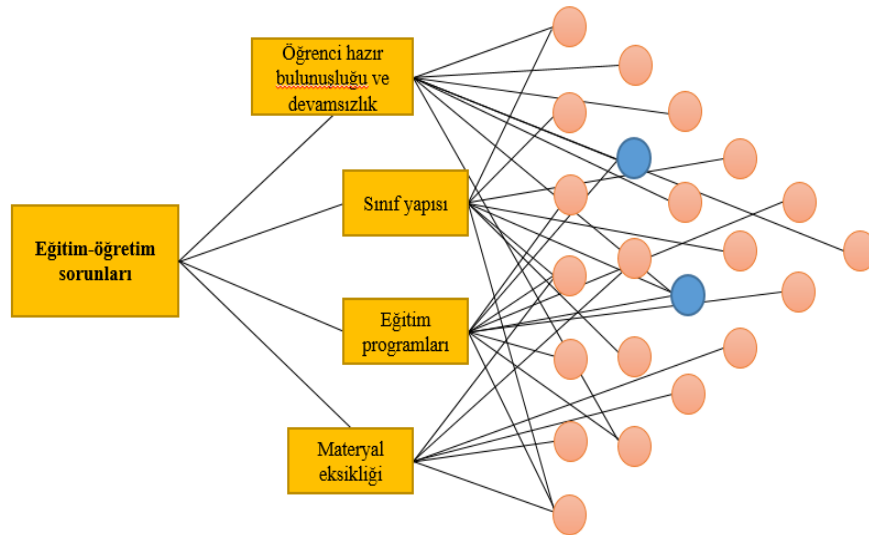 Öğrenci hazır
bulunuşluğu ve
devamsızlık
Sınıf yapısı
Eğitim-öğretim
sorunları
Eğitim
programları
Materyal
eksikliği